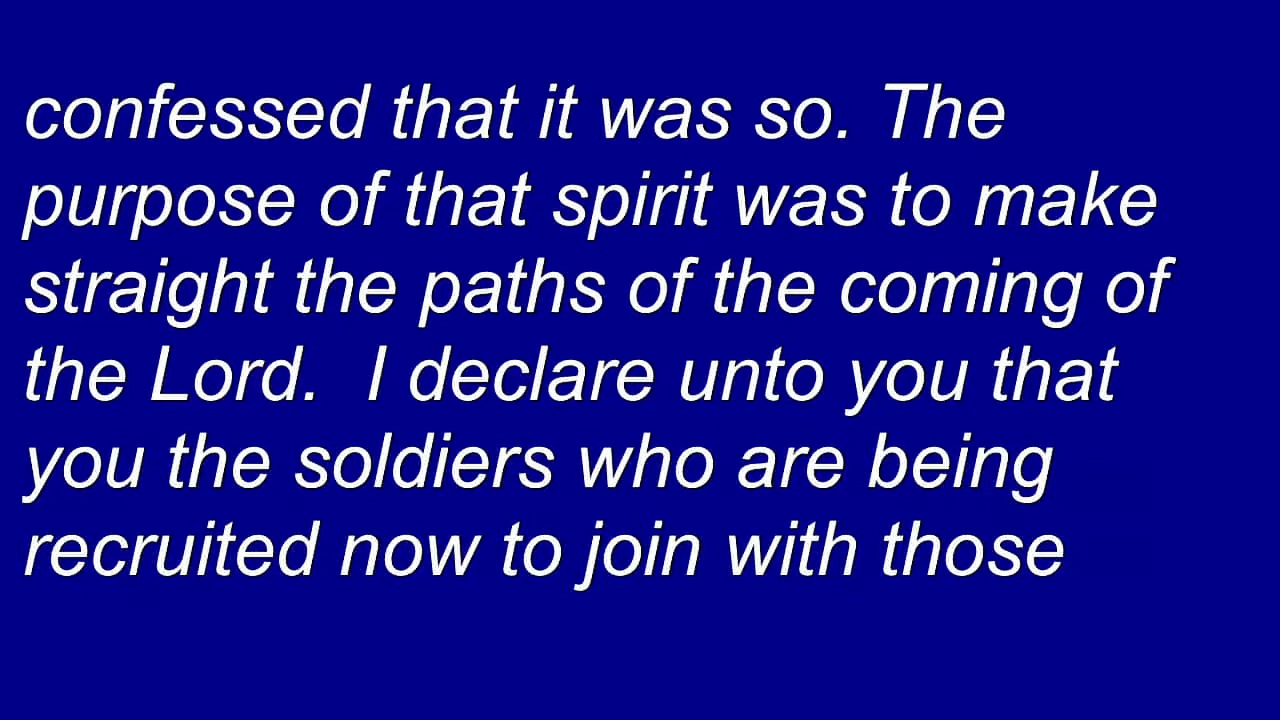 confessed that it was so. The
purpose of that spirit was to make
straight the paths of the coming of
the Lord.  I declare unto you that
you the soldiers who are being
recruited now to join with those